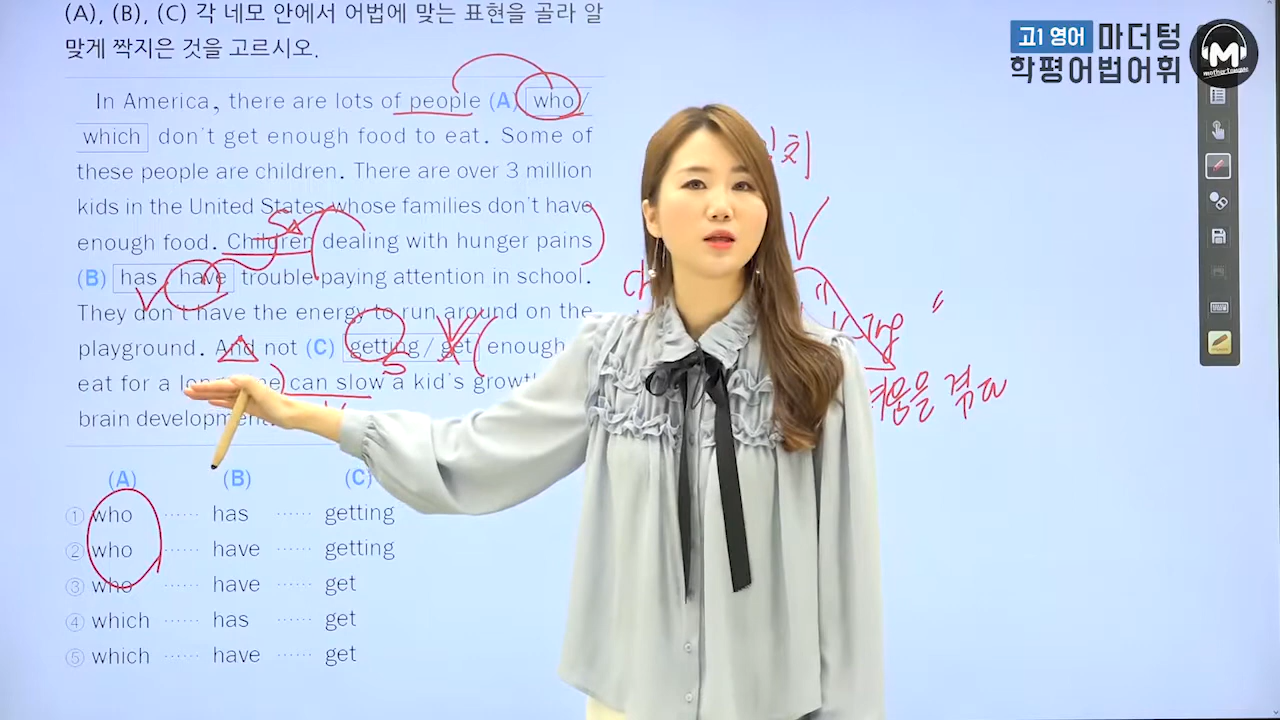 (A), (B), (C) 각 네모 안에서 어법에 맞는 표현을 골라 알
맞게 짝지은 것을 고르시오.
In America, there are lots of people (A) who /
which don't get enough food to eat. Some of
these people are children. There are over 3 million
kids in the United States whose families don't have
enough food. Children dealing with hunger pains
(B) has / have trouble paying attention in school.
They don't have the energy to run around on the
playground. And not (C) getting / get enough
eat for a can slow a kid's
brain development.
(A) (B) (C)
① who ······ has ······ getting
② who ······ have ······ getting
③ who ······ have ······ get
④ which ······ has ······ get
⑤ which ······ have ······ get
S
S
겪다
고1 영어 마더텅
학평어법어휘
M
mothertongue